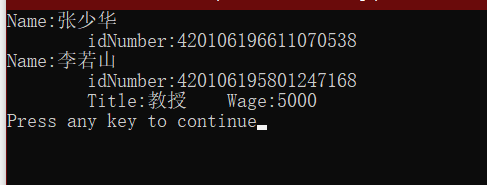 Name:张少华
idNumber:420106196611070538
Name:李若山
idNumber:420106195801247168
Title:教授 Wage:5000
Press any key to continue